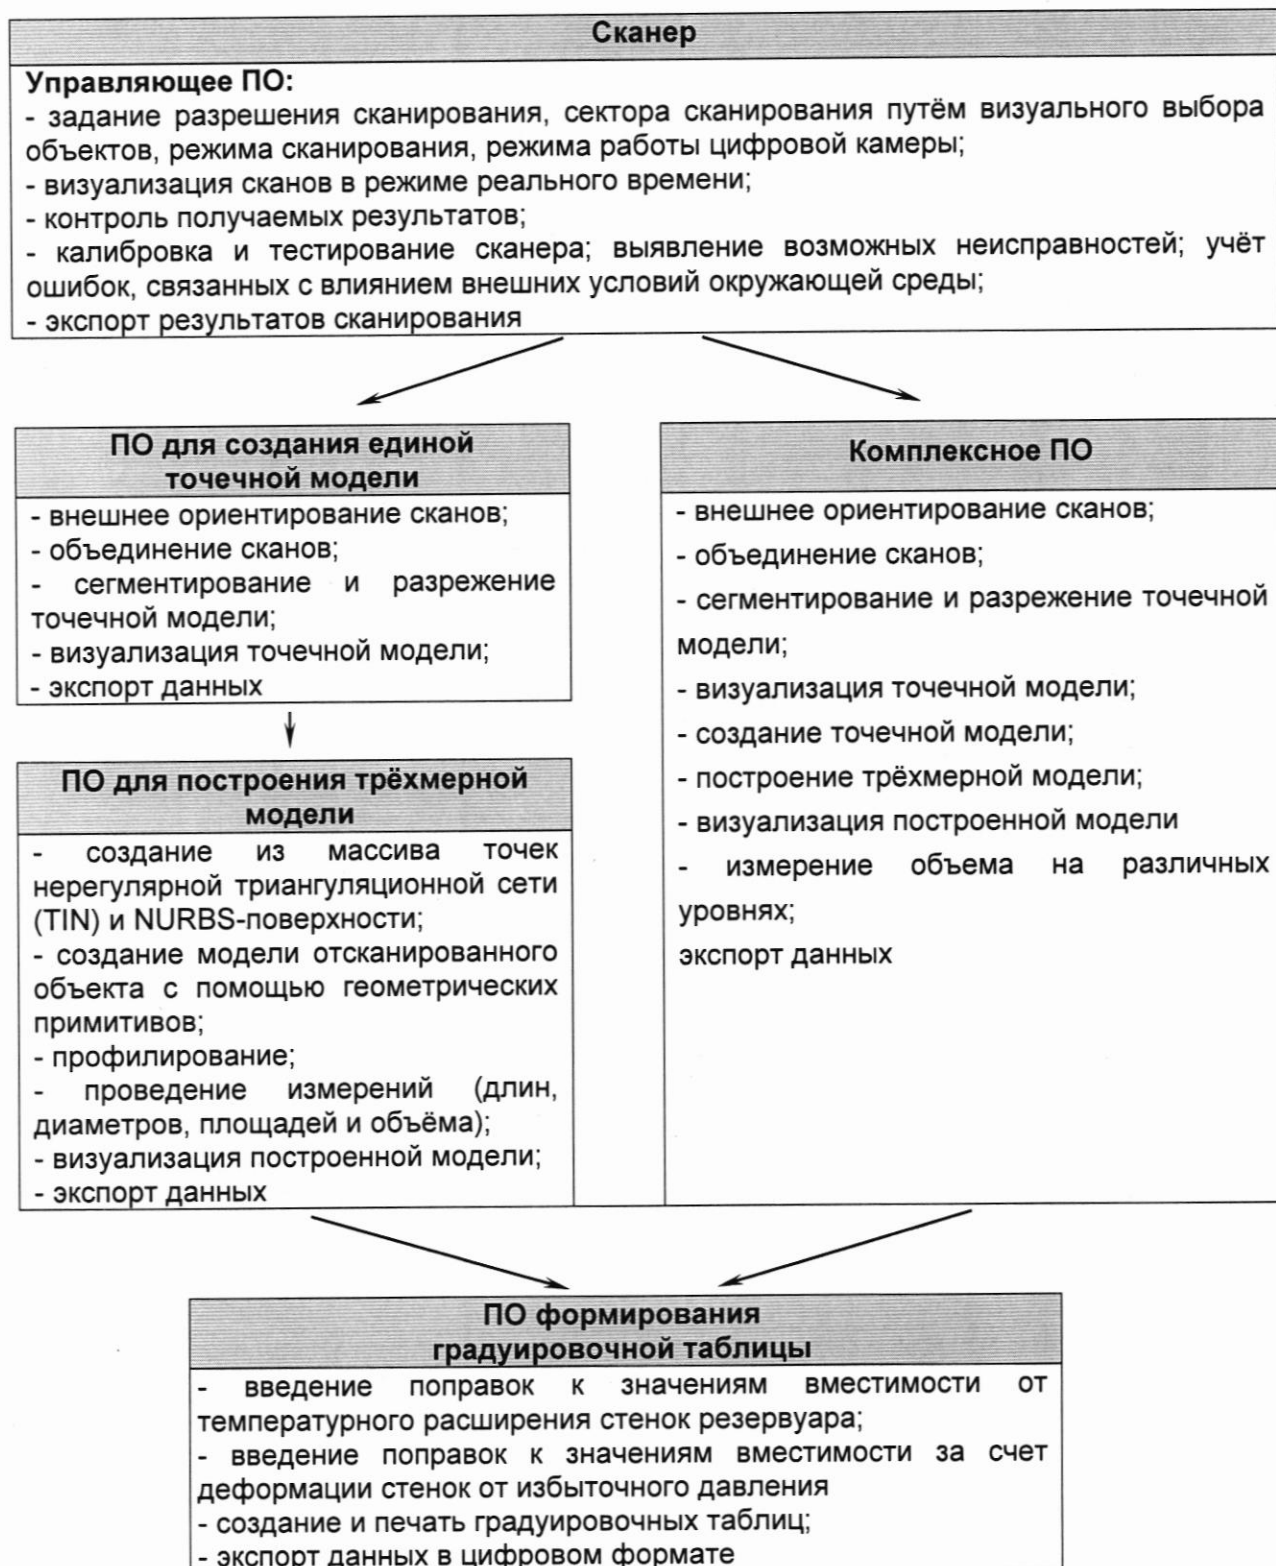 Сканер
Управляющее ПО:
- задание разрешения сканирования, сектора сканирования путём визуального выбора
объектов, режима сканирования, режима работы цифровой камеры;
- визуализация сканов в режиме реального времени;
- контроль получаемых результатов;
- калибровка и тестирование сканера; выявление возможных неисправностей; учёт
ошибок, связанных с влиянием внешних условий окружающей среды;
- экспорт результатов сканирования
ПО для создания единой
точечной модели
- внешнее ориентирование сканов;
- объединение сканов;
- сегментирование и разрежение
точечной модели;
- визуализация точечной модели;
- экспорт данных
ПО для построения трёхмерной
модели
- создание из массива точек
нерегулярной триангуляционной сети
(TIN) и NURBS-поверхности;
- создание модели отсканированного
объекта с помощью геометрических
примитивов;
- профилирование;
- проведение измерений (длин,
диаметров, площадей и объёма);
- визуализация построенной модели;
- экспорт данных
Комплексное ПО
- внешнее ориентирование сканов;
- объединение сканов;
- сегментирование и разрежение точечной
модели;
- визуализация точечной модели;
- создание точечной модели;
- построение трёхмерной модели;
- визуализация построенной модели
- измерение объема на различных
уровнях;
экспорт данных
ПО формирования
градуировочной таблицы
- введение поправок к значениям вместимости от
температурного расширения стенок резервуара;
- введение поправок к значениям вместимости за счет
деформации стенок от избыточного давления
- создание и печать градуировочных таблиц;
- экспорт данных в цифровом формате